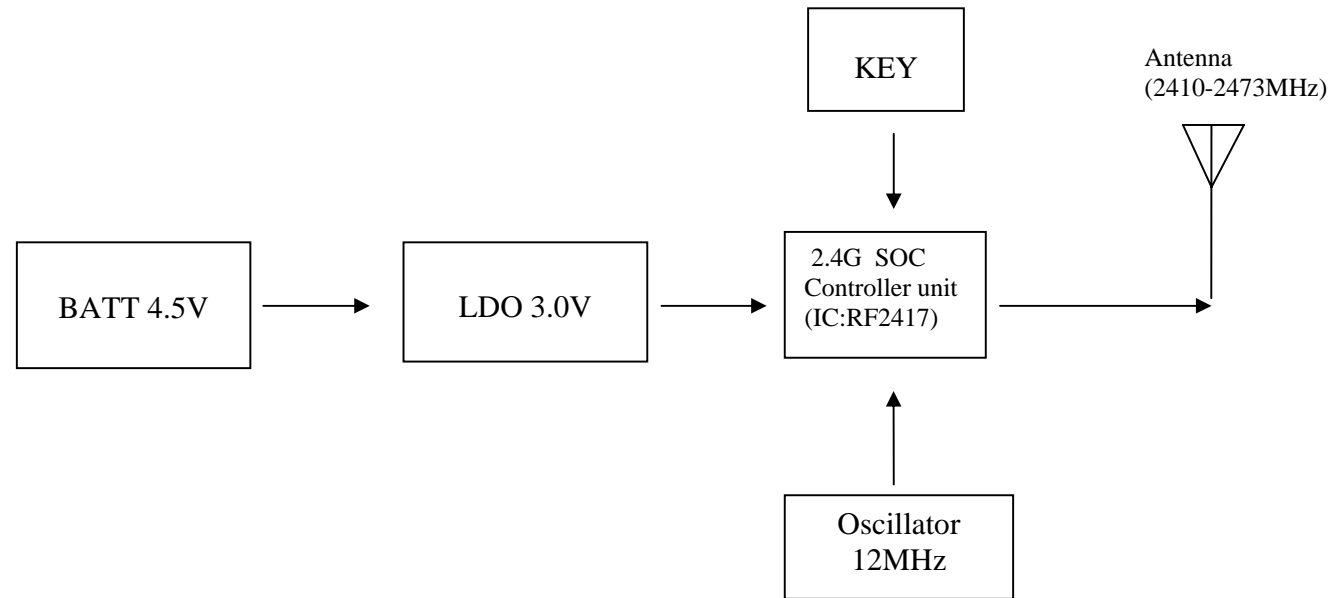 KEY
Antenna
(2410-2473MHz)
BATT 4.5V
LDO 3.0V
2.4G SOC
Controller unit
(IC:RF2417)
Oscillator
12MHz